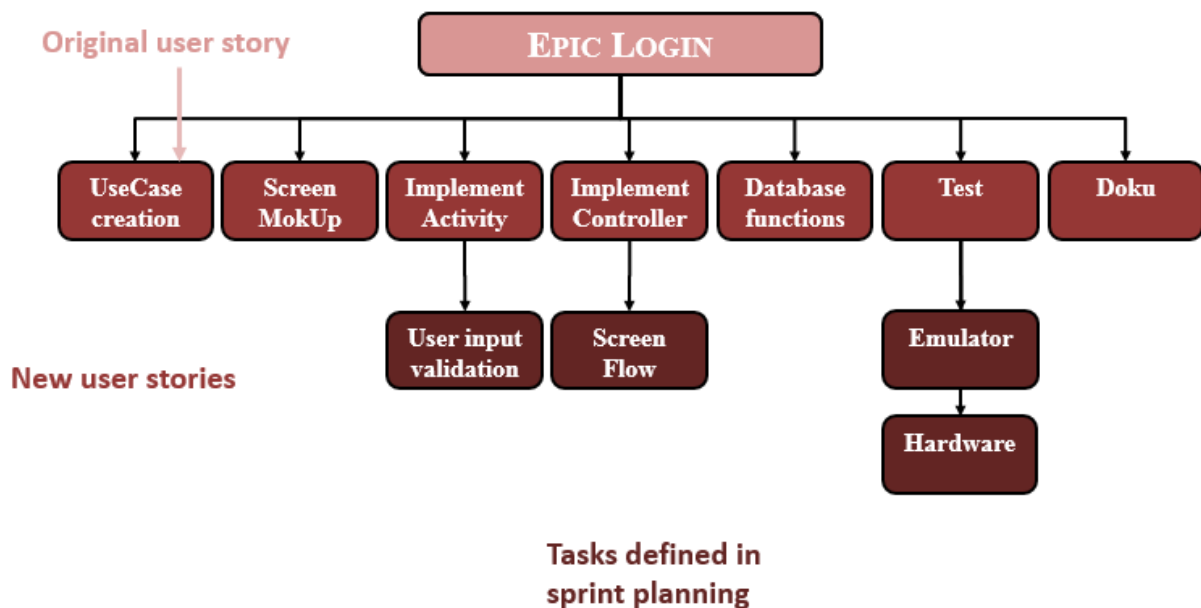 Original user story
EPIC LOGIN
UseCase
creation
Screen
MokUp
Implement
Activity
Implement
Controller
Database
functions
Test
Doku
User input
validation
Screen
Flow
Emulator
New user stories
Hardware
Tasks defined in
sprint planning